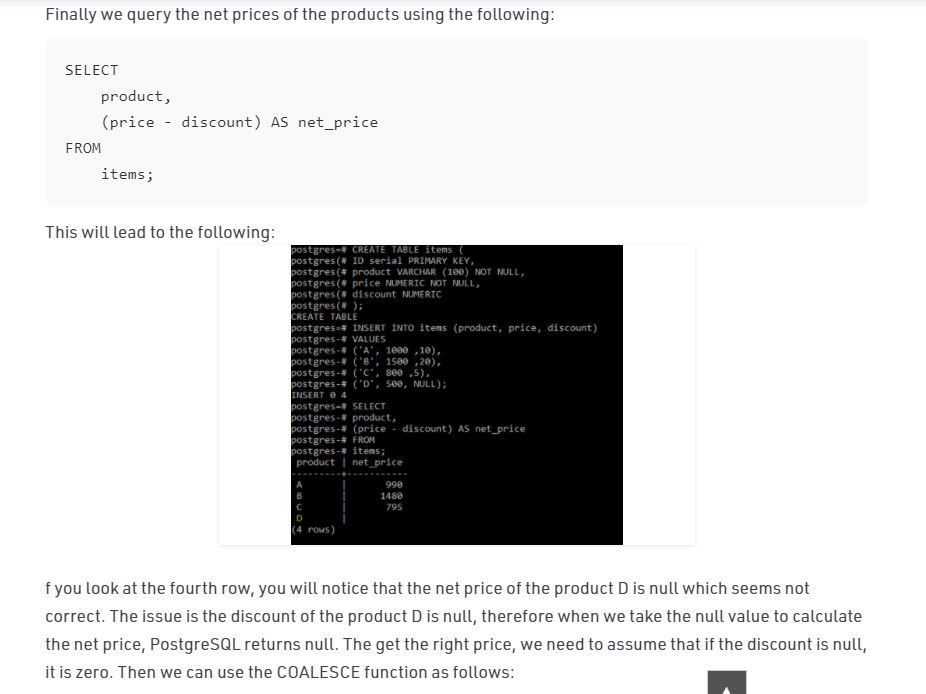 Finally we query the net prices of the products using the following:
SELECT
product,
(price - discount) AS net_price
FROM
items;
This will lead to the following:
postgres=# CREATE TABLE items (
postgres(# ID serial PRIMARY KEY,
postgres(# product VARCHAR (100) NOT NULL,
postgres(# price NUMERIC NOT NULL,
postgres(# discount NUMERIC
postgres(# );
CREATE TABLE
postgres=# INSERT INTO items (product, price, discount)
postgres-# VALUES
postgres-# ('A', 1000 ,10),
postgres-# ('B', 1500 ,20),
postgres-# ('C', 800 ,5),
postgres-# ('D', 500, NULL);
INSERT 0 4
postgres=# SELECT
postgres-# product,
postgres-# (price - discount) AS net_price
postgres-# FROM
postgres-# items;
product | net_price
---------+-----------
A | 990
B | 1480
C | 795
D |
(4 rows)
f you look at the fourth row, you will notice that the net price of the product D is null which seems not
correct. The issue is the discount of the product D is null, therefore when we take the null value to calculate
the net price, PostgreSQL returns null. The get the right price, we need to assume that if the discount is null,
it is zero. Then we can use the COALESCE function as follows: